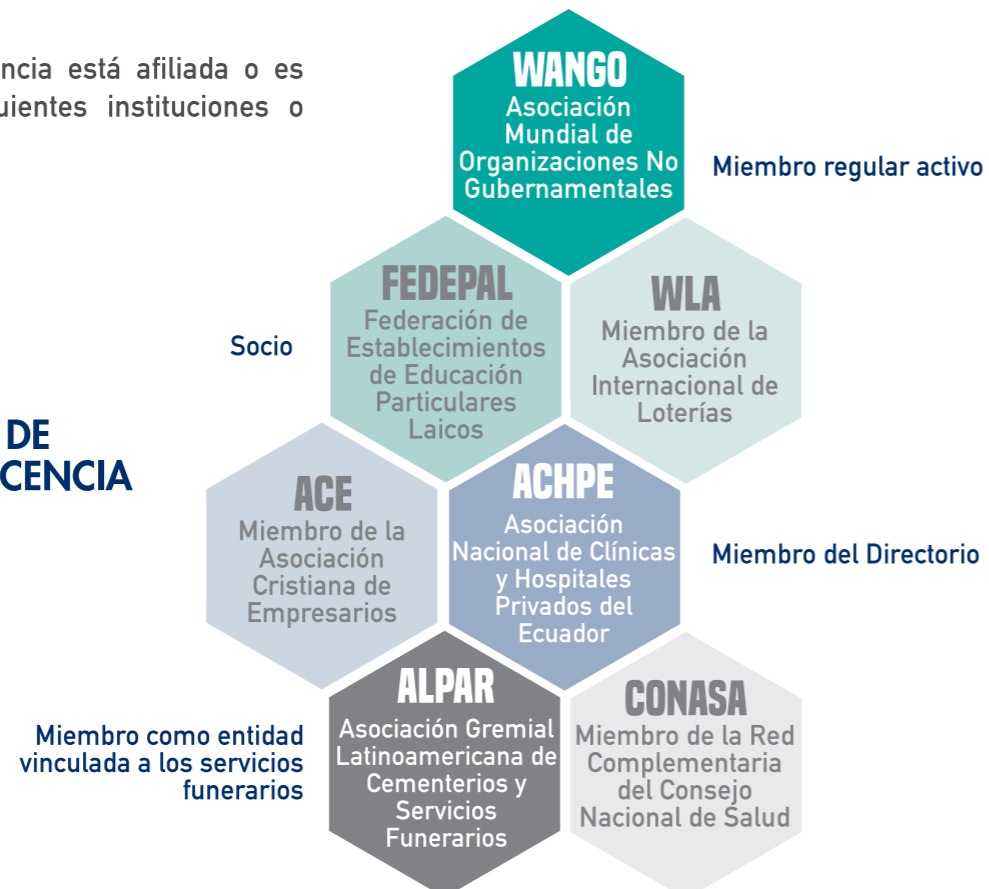 ncia está afiliada o es
uientes instituciones o
WANGO
Asociación
Mundial de
Organizaciones No
Gubernamentales
Miembro regular activo
Socio
FEDEPAL
Federación de
Establecimientos
de Educación
Particulares
Laicos
WLA
Miembro de la
Asociación
Internacional de
Loterías
DE
CENCIA
ACE
Miembro de la
Asociación
Cristiana de
Empresarios
ACHPE
Asociación
Nacional de Clínicas
y Hospitales
Privados del
Ecuador
Miembro del Directorio
Miembro como entidad
vinculada a los servicios
funerarios
ALPAR
Asociación Gremial
Latinoamericana de
Cementerios y
Servicios
Funerarios
CONASA
Miembro de la Red
Complementaria
del Consejo
Nacional de Salud